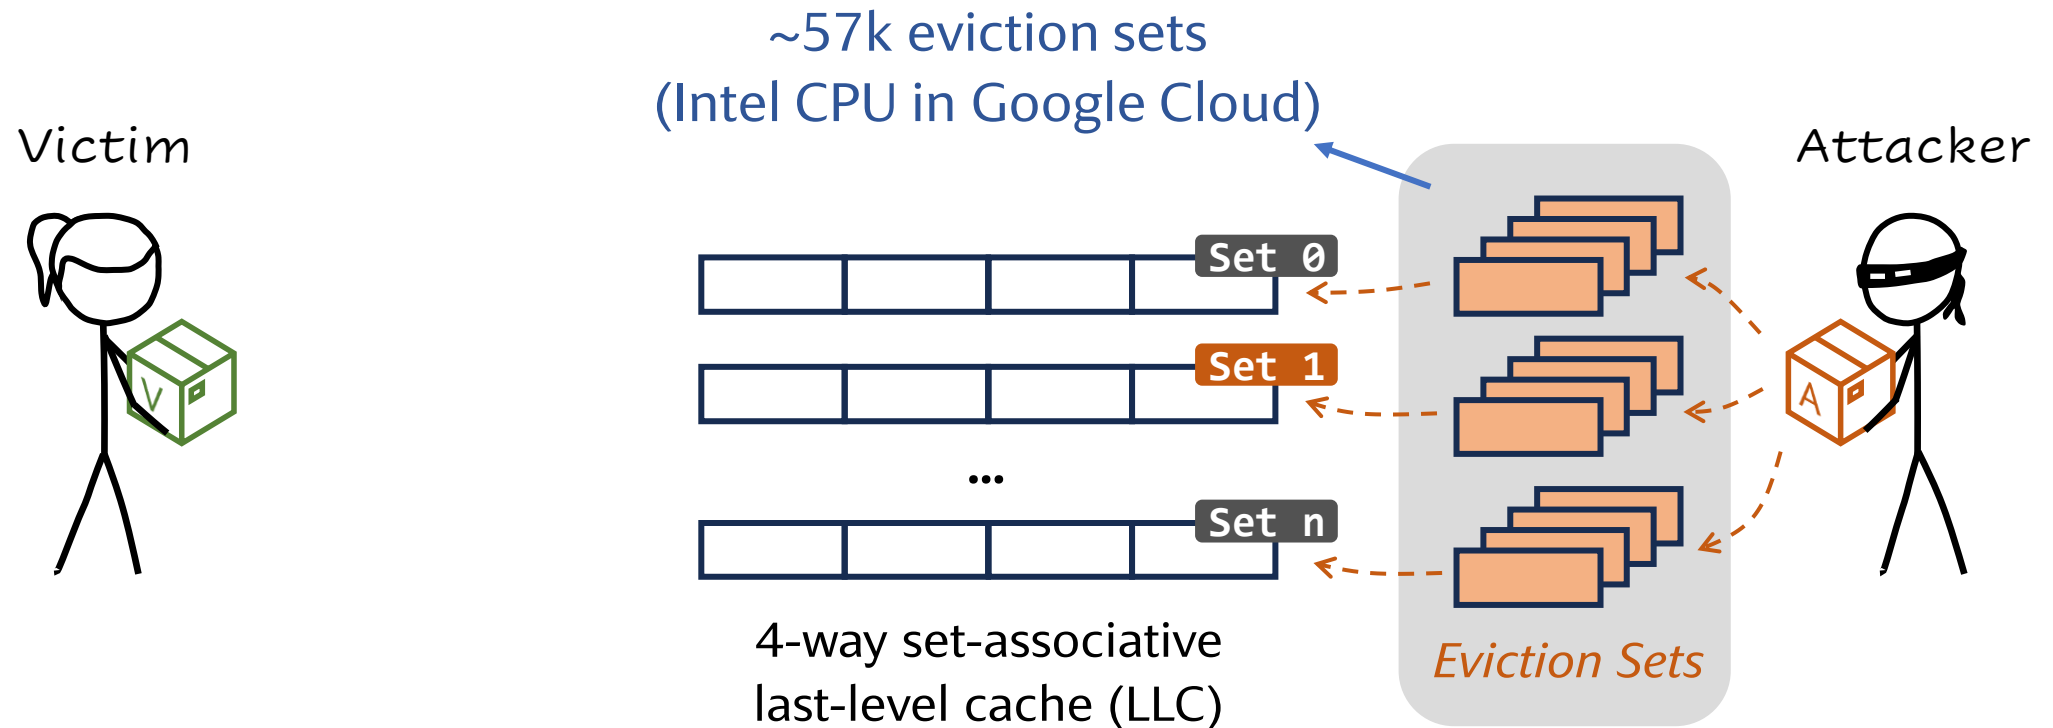 ~57k eviction sets
(Intel CPU in Google Cloud)
Victim
Attacker
Set 0
Set 1
V
A
...
Set n
4-way set-associative
last-level cache (LLC)
Eviction Sets